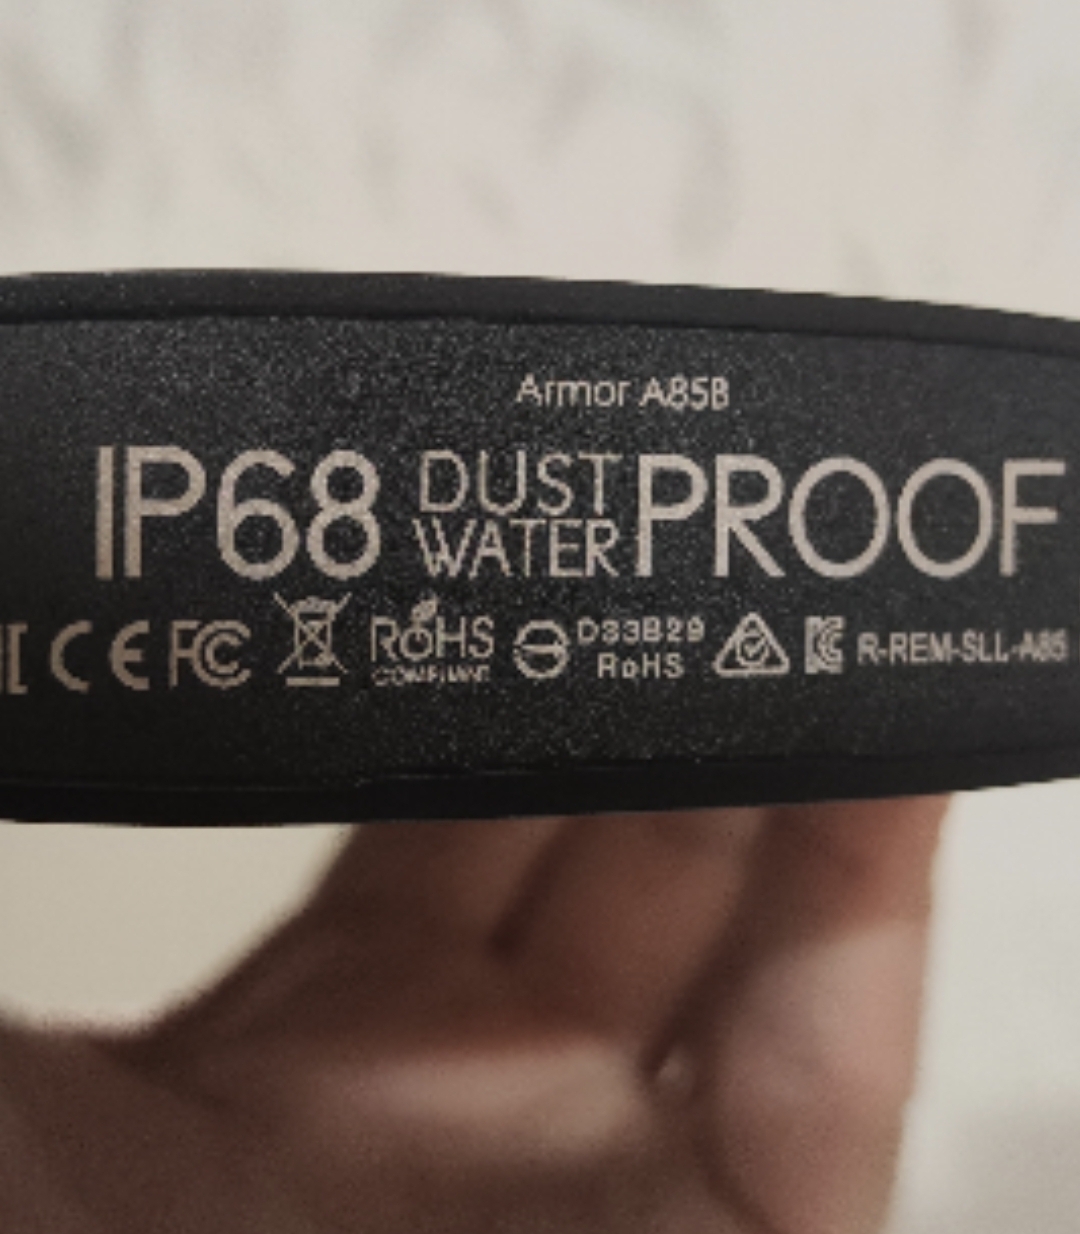 Armor A85B
IP68 DUST WATER PROOF
CE FC RoHS COMPLIANT D33B29 RoHS R-REM-SLL-A85